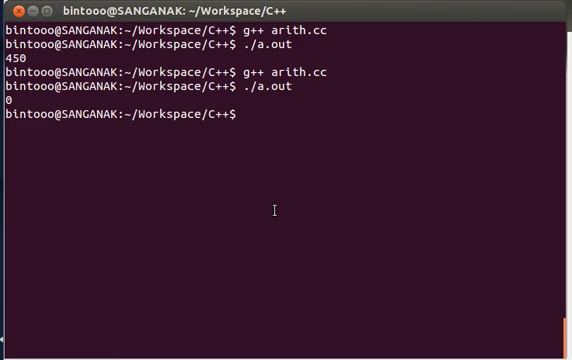 bintooo@SANGANAK: ~/Workspace/C++
bintooo@SANGANAK:~/Workspace/C++$ g++ arith.cc
bintooo@SANGANAK:~/Workspace/C++$ ./a.out
450
bintooo@SANGANAK:~/Workspace/C++$ g++ arith.cc
bintooo@SANGANAK:~/Workspace/C++$ ./a.out
0
bintooo@SANGANAK:~/Workspace/C++$